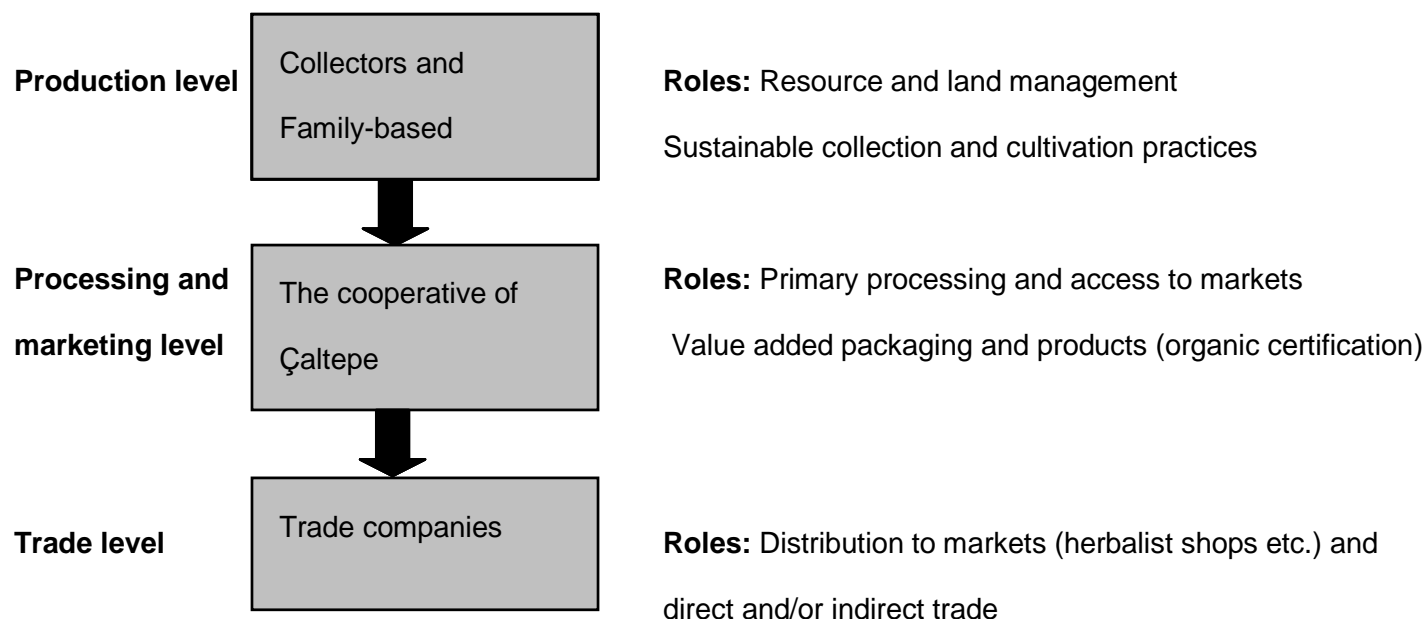 Production level
Collectors and
Family-based
Roles: Resource and land management
Sustainable collection and cultivation practices
Processing and
marketing level
The cooperative of
Çaltepe
Roles: Primary processing and access to markets
Value added packaging and products (organic certification)
Trade level
Trade companies
Roles: Distribution to markets (herbalist shops etc.) and
direct and/or indirect trade